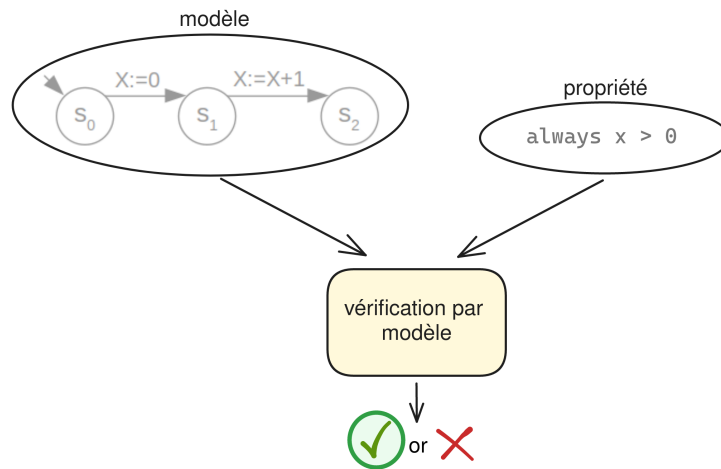 modèle
X:=0
X:=X+1
s0
s1
s2
propriété
always x > 0
vérification par
modèle
or